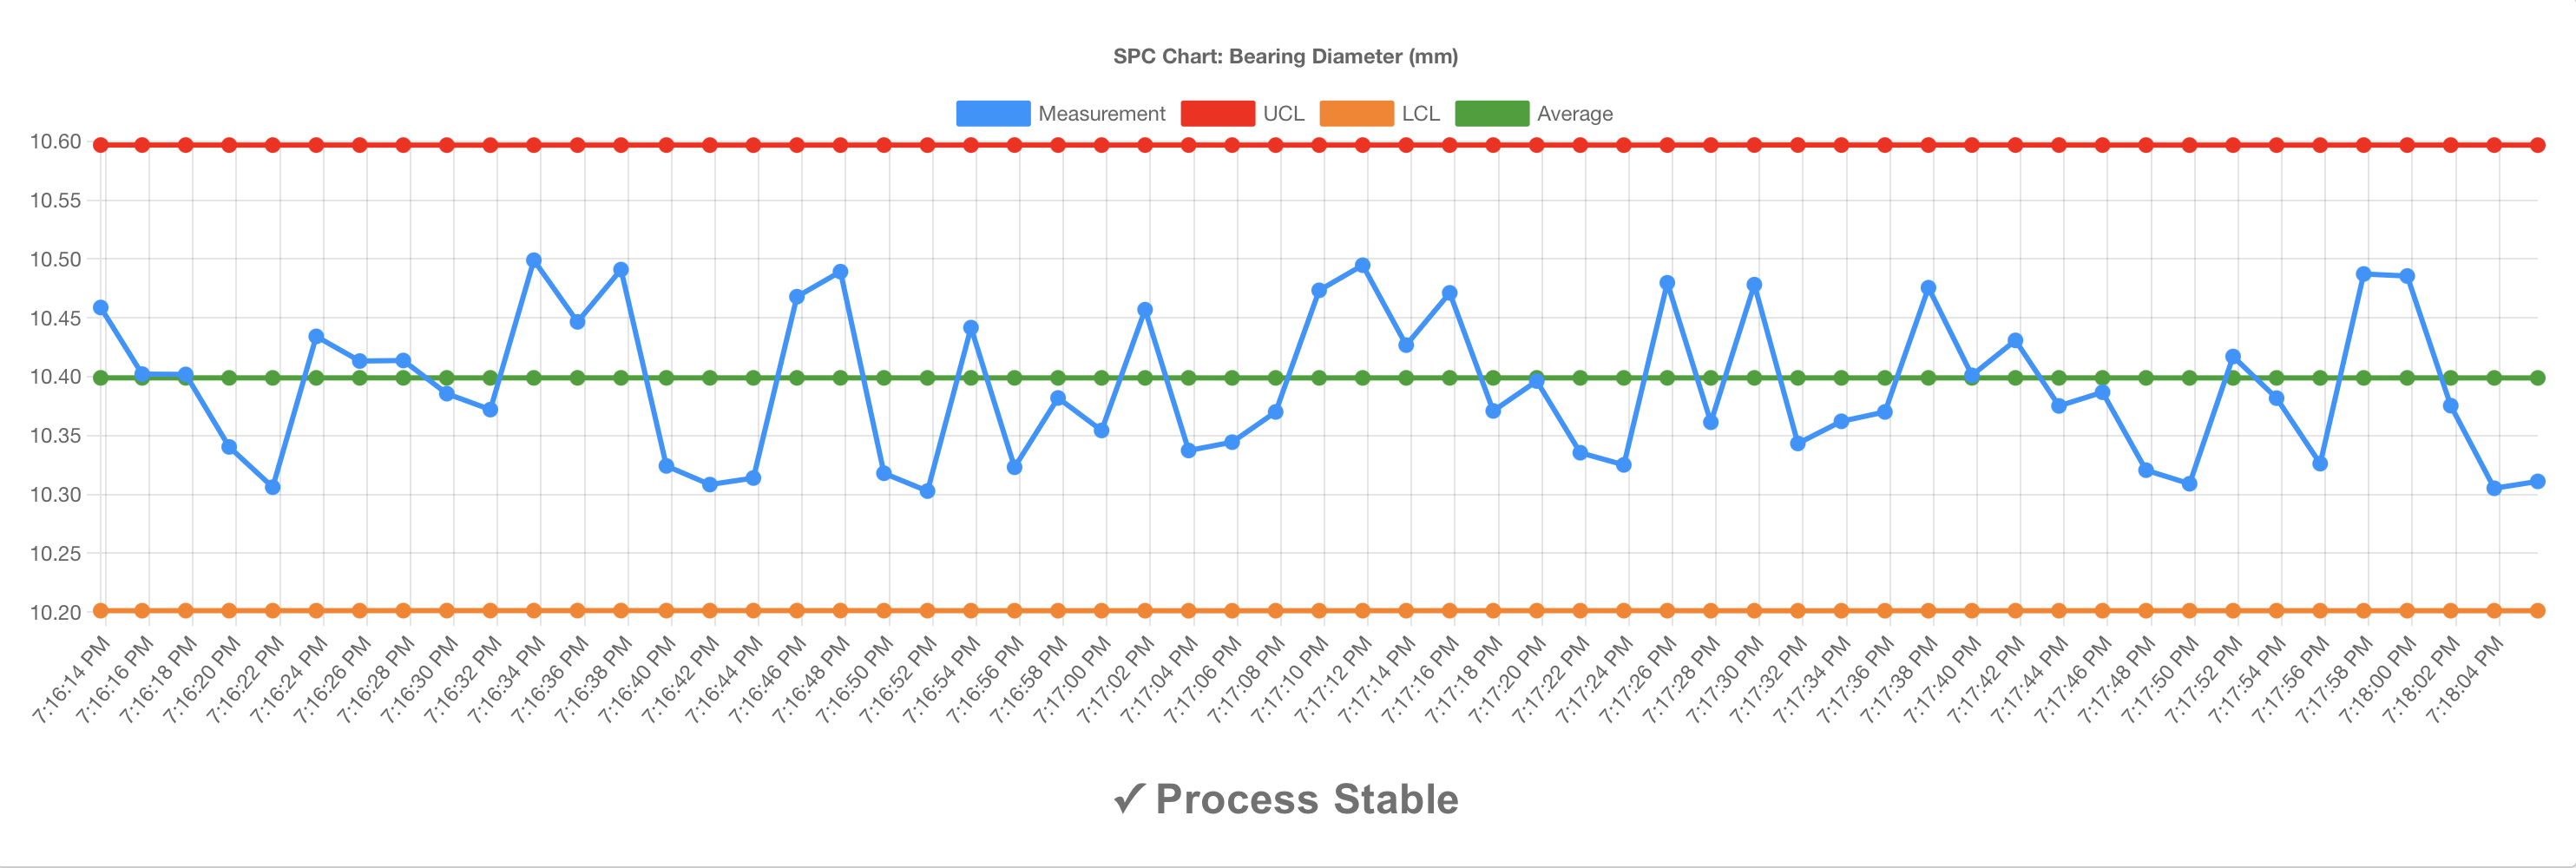 SPC Chart: Bearing Diameter (mm)
Measurement UCL LCL Average
10.60
10.55
10.50
10.45
10.40
10.35
10.30
10.25
10.20
7:16:14 PM 7:16:16 PM 7:16:18 PM 7:16:20 PM 7:16:22 PM 7:16:24 PM 7:16:26 PM 7:16:28 PM 7:16:30 PM 7:16:32 PM 7:16:34 PM 7:16:36 PM 7:16:38 PM 7:16:40 PM 7:16:42 PM 7:16:44 PM 7:16:46 PM 7:16:48 PM 7:16:50 PM 7:16:52 PM 7:16:54 PM 7:16:56 PM 7:16:58 PM 7:17:00 PM 7:17:02 PM 7:17:04 PM 7:17:06 PM 7:17:08 PM 7:17:10 PM 7:17:12 PM 7:17:14 PM 7:17:16 PM 7:17:18 PM 7:17:20 PM 7:17:22 PM 7:17:24 PM 7:17:26 PM 7:17:28 PM 7:17:30 PM 7:17:32 PM 7:17:34 PM 7:17:36 PM 7:17:38 PM 7:17:40 PM 7:17:42 PM 7:17:44 PM 7:17:46 PM 7:17:48 PM 7:17:50 PM 7:17:52 PM 7:17:54 PM 7:17:56 PM 7:17:58 PM 7:18:00 PM 7:18:02 PM 7:18:04 PM
✓ Process Stable